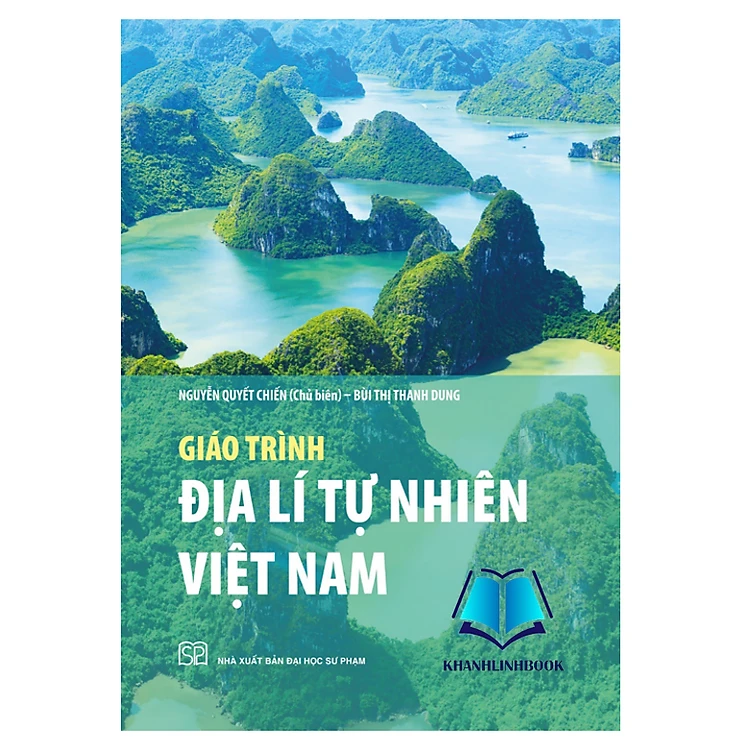 NGUYỄN QUYẾT CHIẾN (Chủ biên) – BÙI THỊ THANH DUNG
GIÁO TRÌNH
ĐỊA LÍ TỰ NHIÊN
VIỆT NAM
SP
NHÀ XUẤT BẢN ĐẠI HỌC SƯ PHẠM
KHANHLINHBOOK